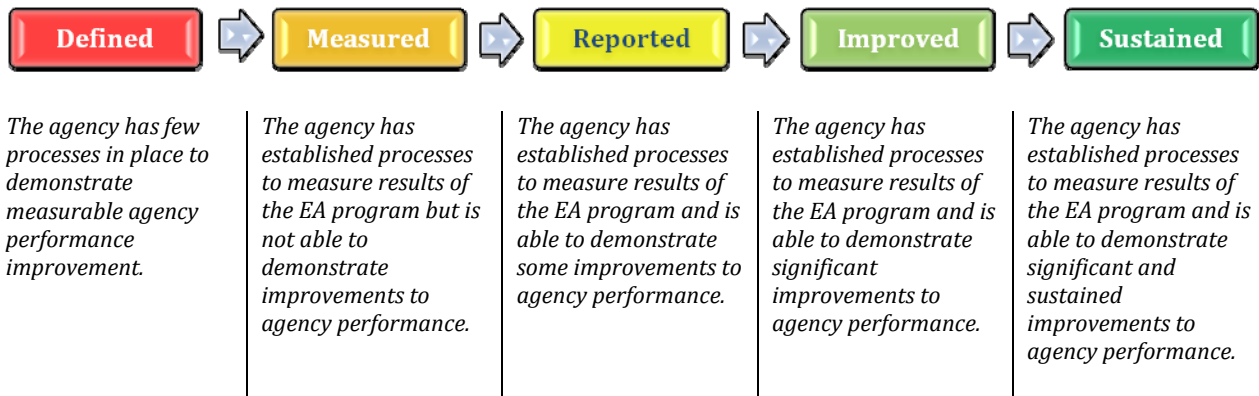 Defined
Measured
Reported
Improved
Sustained
The agency has few
processes in place to
demonstrate
measurable agency
performance
improvement.
The agency has
established processes
to measure results of
the EA program but is
not able to
demonstrate
improvements to
agency performance.
The agency has
established processes
to measure results of
the EA program and is
able to demonstrate
some improvements to
agency performance.
The agency has
established processes
to measure results of
the EA program and is
able to demonstrate
significant
improvements to
agency performance.
The agency has
established processes
to measure results of
the EA program and is
able to demonstrate
significant and
sustained
improvements to
agency performance.